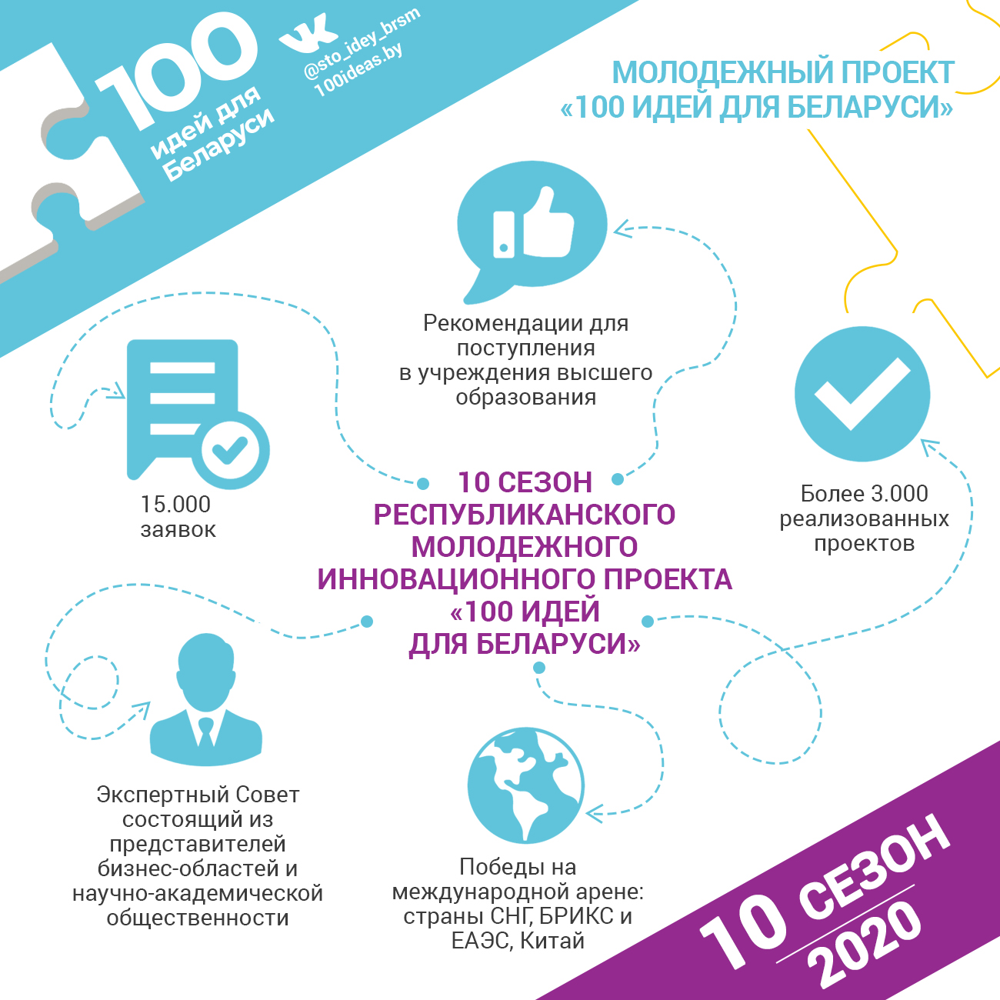 100
идей для
Беларуси
@sto_idey_brsm
100ideas.by
МОЛОДЕЖНЫЙ ПРОЕКТ
«100 ИДЕЙ ДЛЯ БЕЛАРУСИ»
Рекомендации для
поступления
в учреждения высшего
образования
15.000
заявок
Более 3.000
реализованных
проектов
10 СЕЗОН
РЕСПУБЛИКАНСКОГО
МОЛОДЕЖНОГО
ИННОВАЦИОННОГО ПРОЕКТА
«100 ИДЕЙ
ДЛЯ БЕЛАРУСИ»
Экспертный Совет
состоящий из
представителей
бизнес-областей и
научно-академической
общественности
Победы на
международной арене:
страны СНГ, БРИКС и
ЕАЭС, Китай
10 СЕЗОН
2020